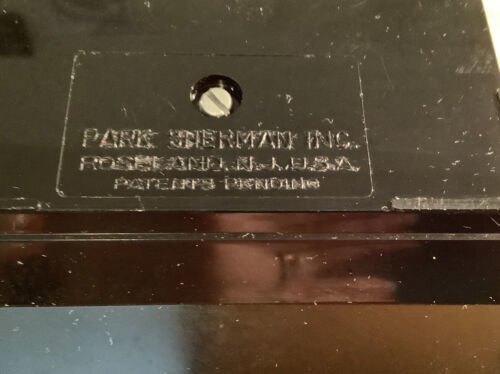 PARK SHERMAN INC.
ROSELAND, N.J.U.S.A.
PATENTS PENDING